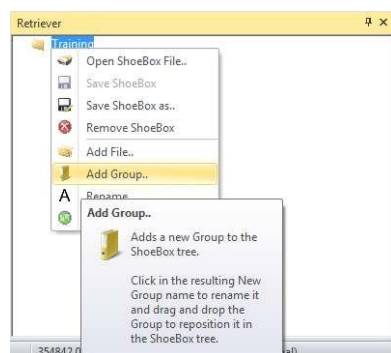 Retriever
Training
Open ShoeBox File..
Save ShoeBox
Save ShoeBox as..
Remove ShoeBox
Add File..
Add Group..
A Rename
Add Group..
Adds a new Group to the
ShoeBox tree.
Click in the resulting New
Group name to rename it
and drag and drop the
Group to reposition it in
the ShoeBox tree.